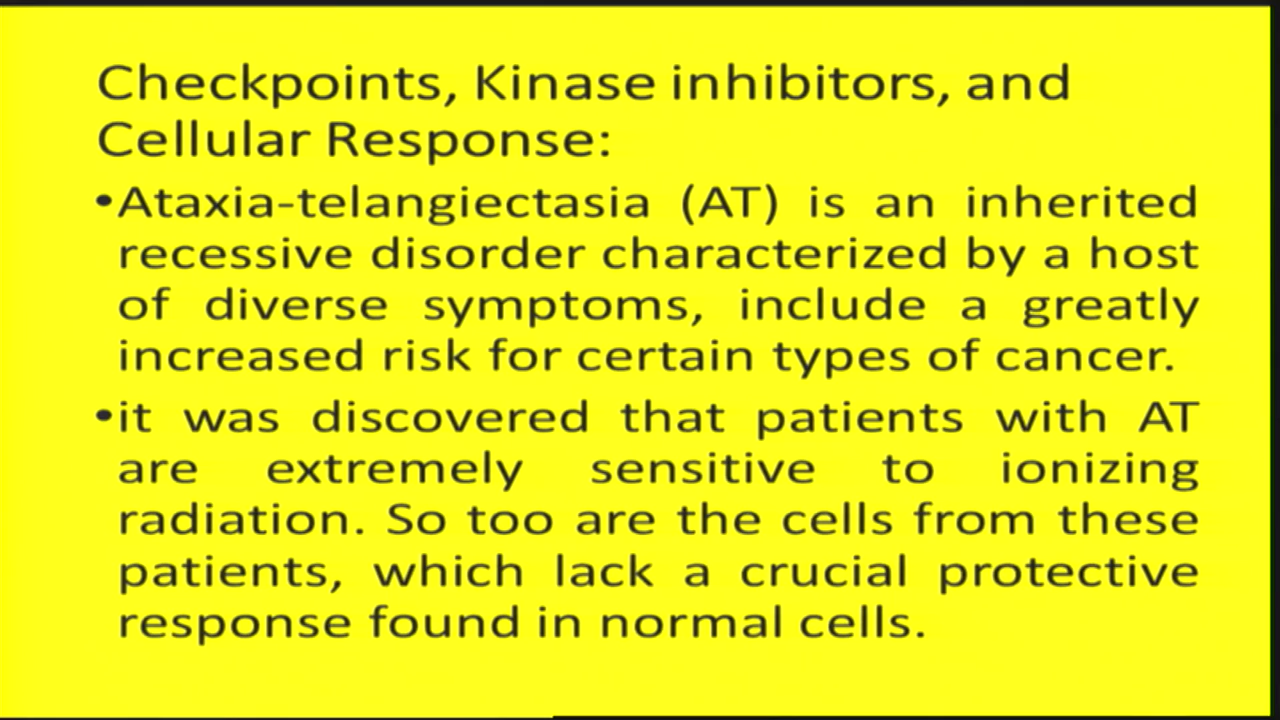 Checkpoints, Kinase inhibitors, and
Cellular Response:
•Ataxia-telangiectasia (AT) is an inherited
recessive disorder characterized by a host
of diverse symptoms, include a greatly
increased risk for certain types of cancer.
•it was discovered that patients with AT
are extremely sensitive to ionizing
radiation. So too are the cells from these
patients, which lack a crucial protective
response found in normal cells.